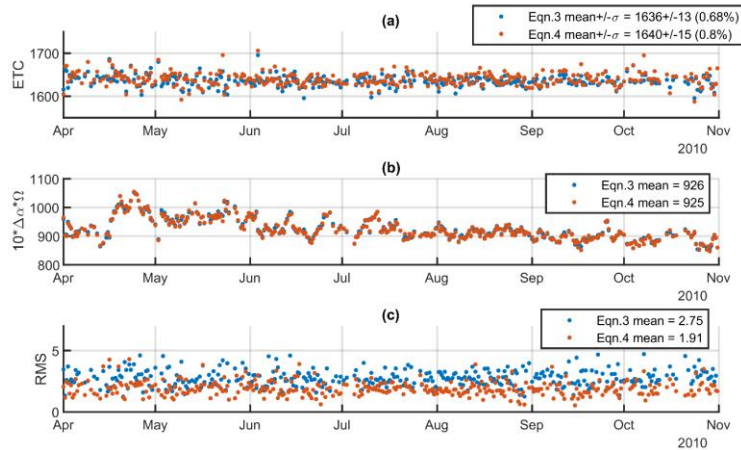 (a)
Eqn.3 mean+/-σ = 1636+/-13 (0.68%)
Eqn.4 mean+/-σ = 1640+/-15 (0.8%)
1700
1600
ETC
Apr May Jun Jul Aug Sep Oct Nov
2010
(b)
Eqn.3 mean = 926
Eqn.4 mean = 925
1100
1000
900
800
10*Δα*Ω
Apr May Jun Jul Aug Sep Oct Nov
2010
(c)
Eqn.3 mean = 2.75
Eqn.4 mean = 1.91
5
0
RMS
Apr May Jun Jul Aug Sep Oct Nov
2010